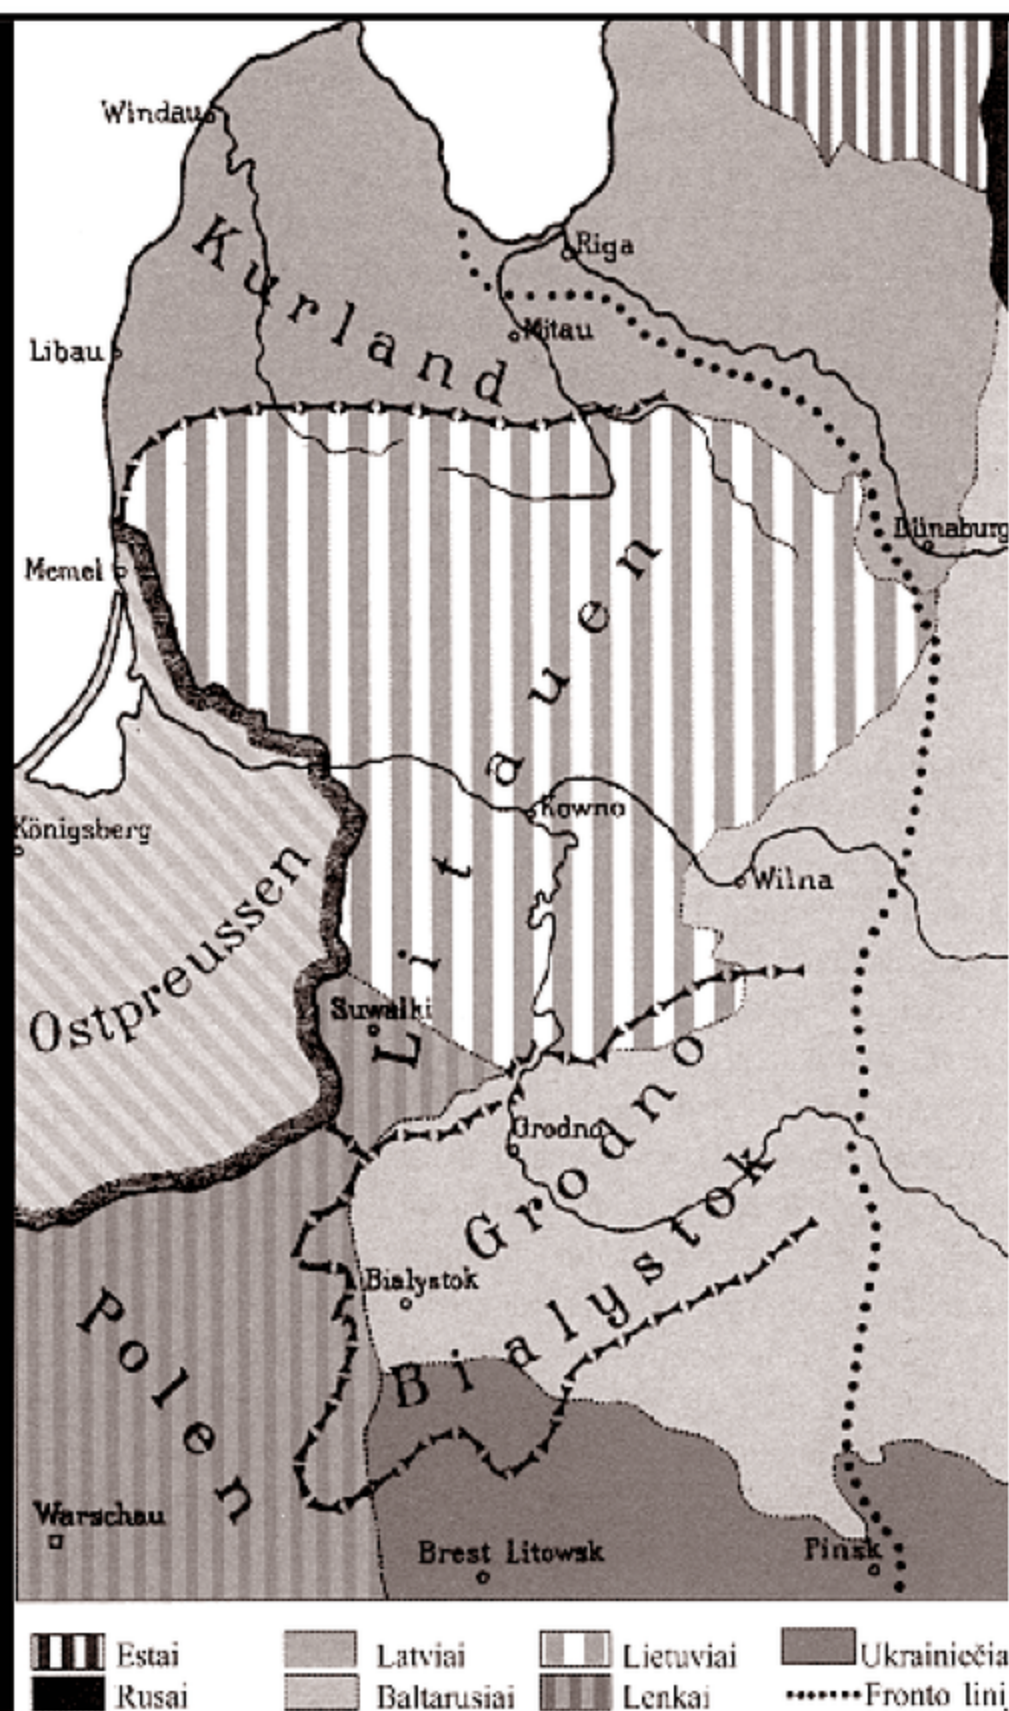 Windau
Riga
Kurland
Mitau
Libau
Dünaburg
Memel
Litauen
Kowno
Königsberg
Wilna
Ostpreussen
Suwalki
Grodno
Grodno
Bialystok
Bialystok
Polen
Warschau
Brest Litowsk
Pinsk
Estai Latviai Lietuviai Ukrainiečia
Rusai Baltarusiai Lenkai Fronto linij